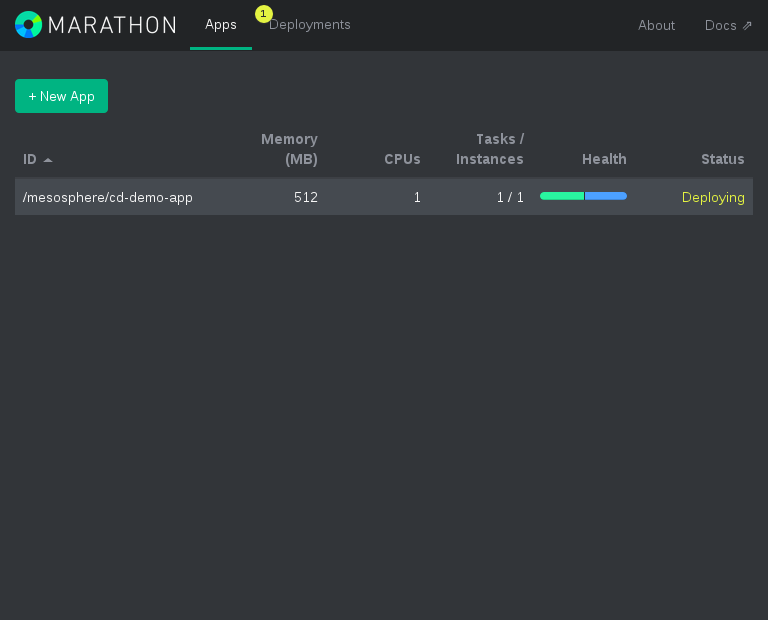 MARATHON Apps 1 Deployments About Docs ⇗
+ New App
ID Memory (MB) CPUs Tasks / Instances Health Status
/mesosphere/cd-demo-app 512 1 1 / 1 Deploying